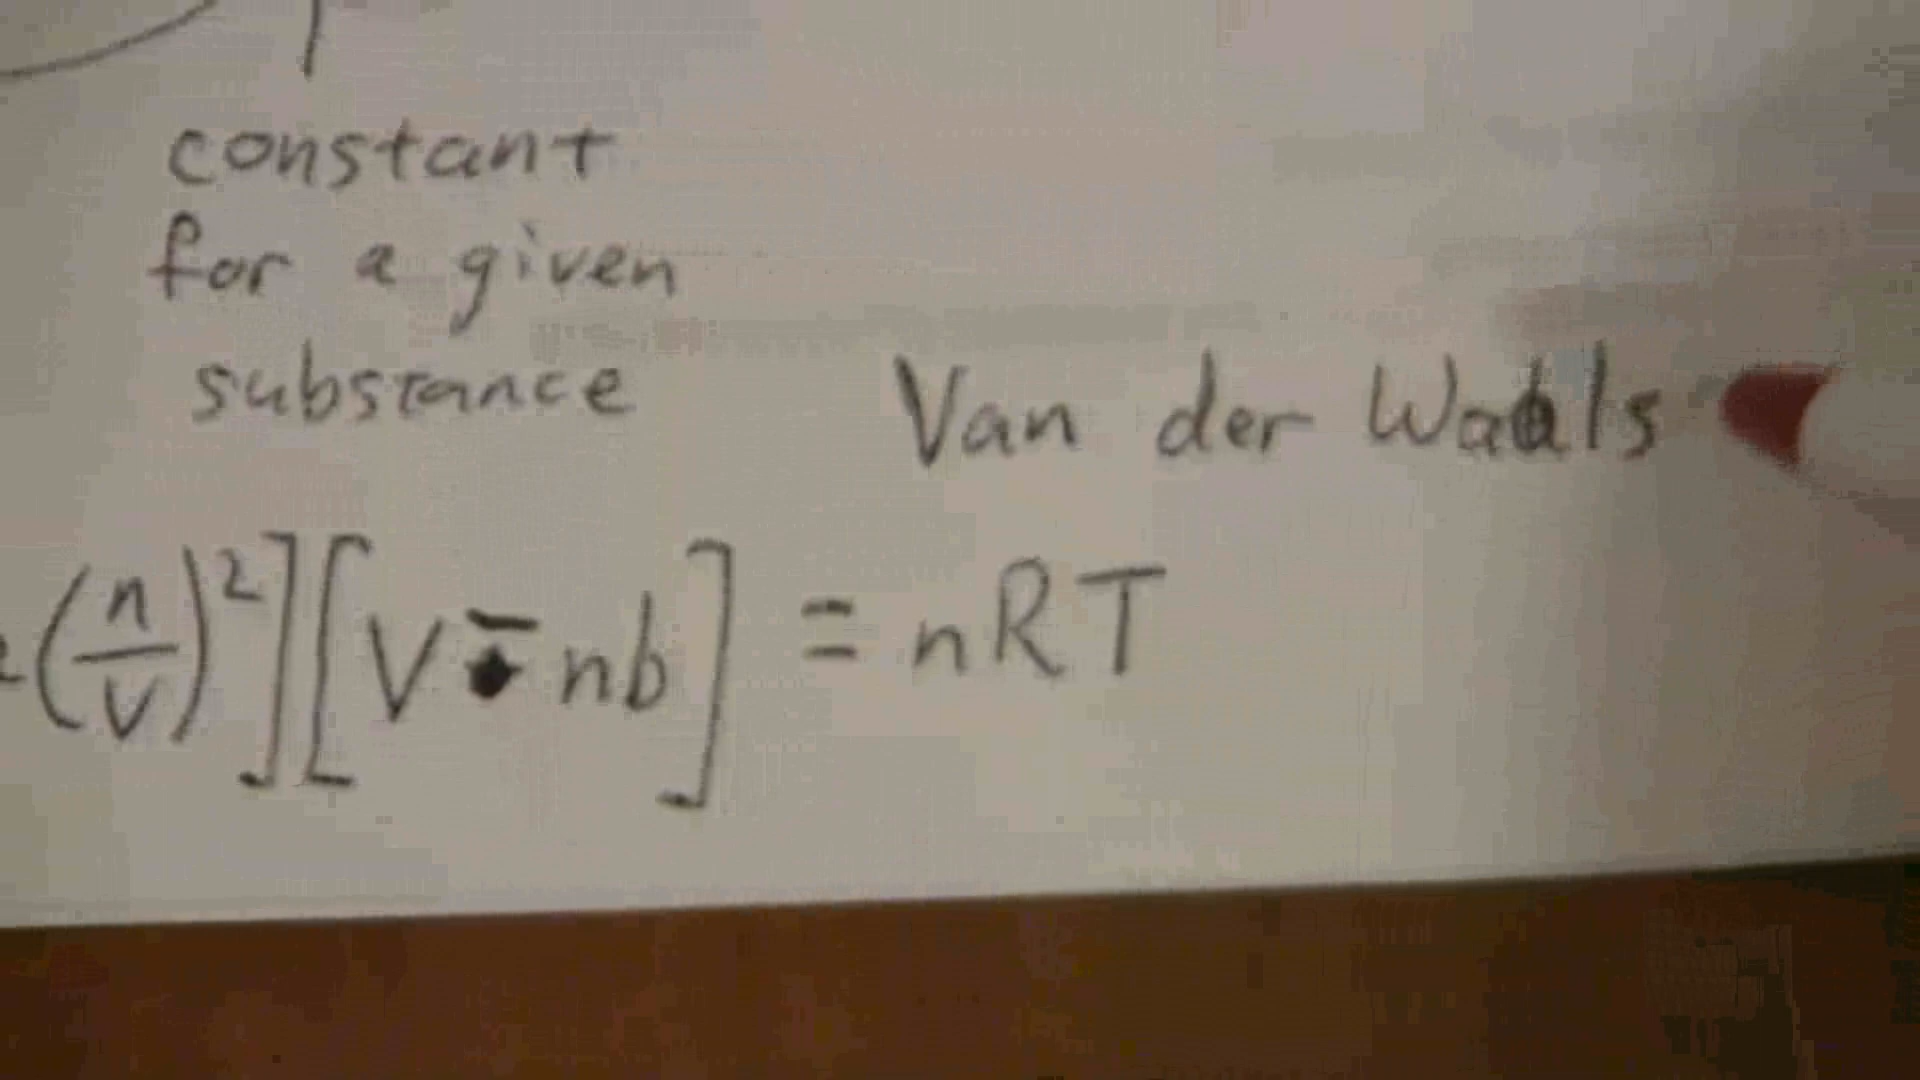 constant
for a given
substance
Van der Waals
(n/V)²][V - nb] = nRT